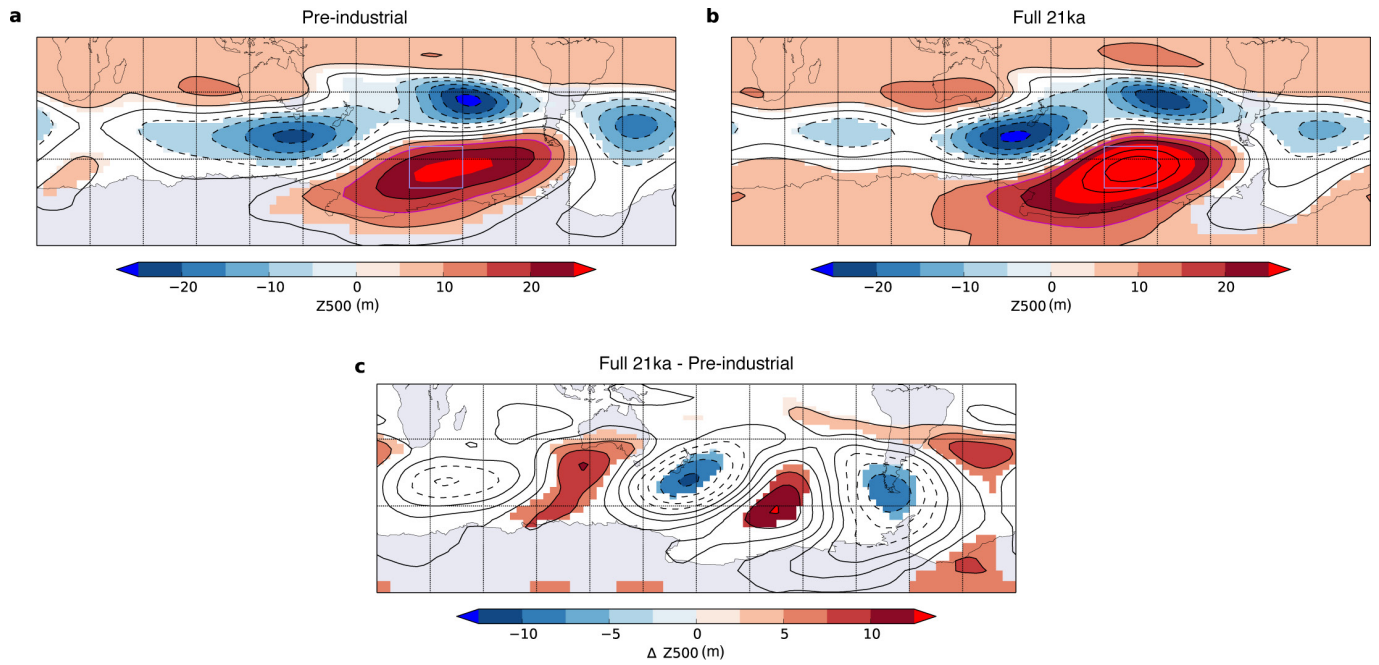 a Pre-industrial
b Full 21ka
−20 −10 0 10 20
Z500 (m)
−20 −10 0 10 20
Z500 (m)
c Full 21ka - Pre-industrial
−10 −5 0 5 10
Δ Z500 (m)